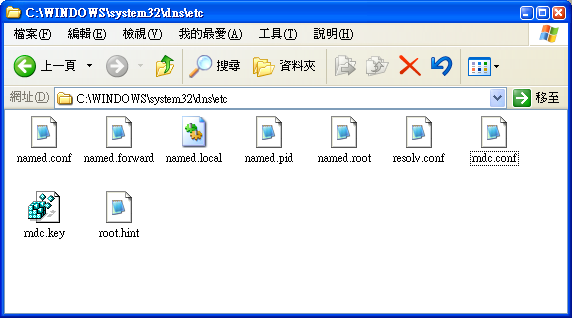 C:\WINDOWS\system32\dns\etc
檔案(F) 編輯(E) 檢視(V) 我的最愛(A) 工具(T) 說明(H)
上一頁 搜尋 資料夾
網址(D) C:\WINDOWS\system32\dns\etc 移至
named.conf named.forward named.local named.pid named.root resolv.conf rndc.conf
rndc.key root.hint